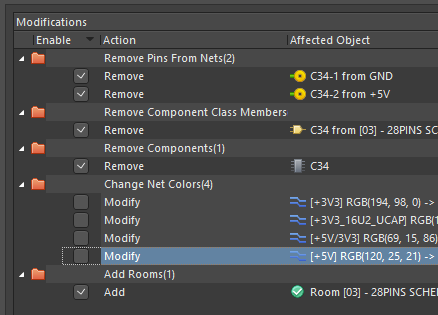 Modifications
Enable Action Affected Object
Remove Pins From Nets(2)
Remove C34-1 from GND
Remove C34-2 from +5V
Remove Component Class Members
Remove C34 from [03] - 28PINS SCHE
Remove Components(1)
Remove C34
Change Net Colors(4)
Modify [+3V3] RGB(194, 98, 0) ->
Modify [+3V3_16U2_UCAP] RGB(1
Modify [+5V/3V3] RGB(69, 15, 86)
Modify [+5V] RGB(120, 25, 21) ->
Add Rooms(1)
Add Room [03] - 28PINS SCHE